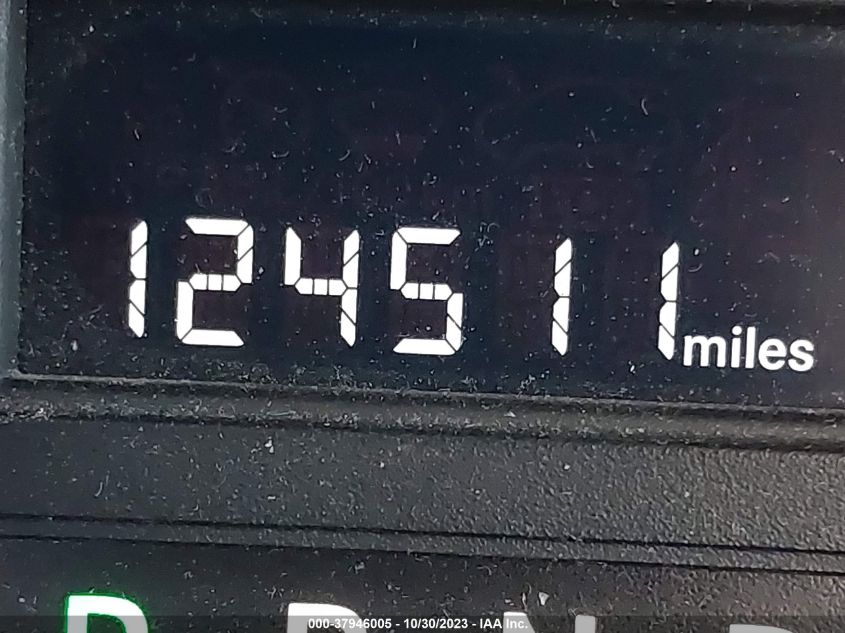 124511 miles
P R N D
000-37946005 - 10/30/2023 - IAA Inc.